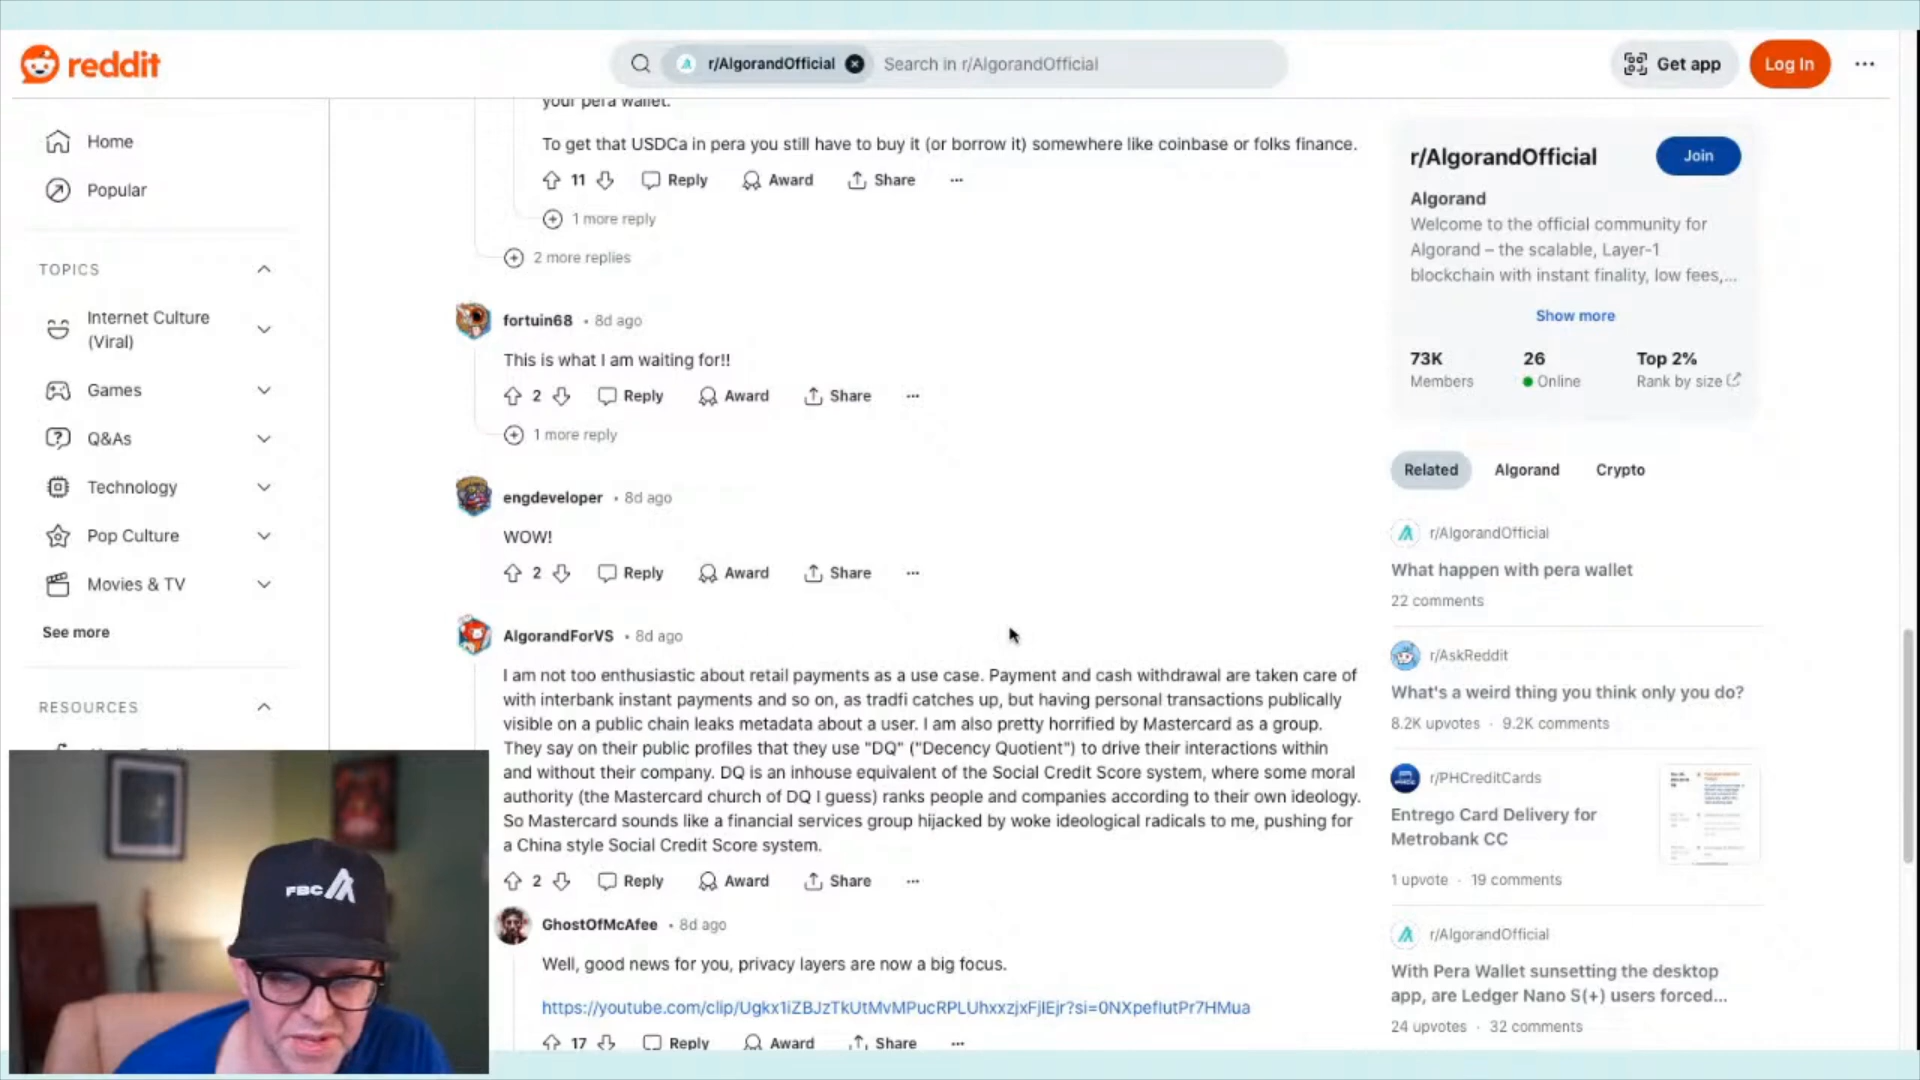 reddit
r/AlgorandOfficial
Search in r/AlgorandOfficial
Get app
Log In
Home
Popular
TOPICS
Internet Culture
(Viral)
Games
Q&As
Technology
Pop Culture
Movies & TV
See more
RESOURCES
your pera wallet.
To get that USDCa in pera you still have to buy it (or borrow it) somewhere like coinbase or folks finance.
11 Reply Award Share
1 more reply
2 more replies
fortuin68 • 8d ago
This is what I am waiting for!!
2 Reply Award Share
1 more reply
engdeveloper • 8d ago
WOW!
2 Reply Award Share
AlgorandForVS • 8d ago
I am not too enthusiastic about retail payments as a use case. Payment and cash withdrawal are taken care of
with interbank instant payments and so on, as tradfi catches up, but having personal transactions publically
visible on a public chain leaks metadata about a user. I am also pretty horrified by Mastercard as a group.
They say on their public profiles that they use "DQ" ("Decency Quotient") to drive their interactions within
and without their company. DQ is an inhouse equivalent of the Social Credit Score system, where some moral
authority (the Mastercard church of DQ I guess) ranks people and companies according to their own ideology.
So Mastercard sounds like a financial services group hijacked by woke ideological radicals to me, pushing for
a China style Social Credit Score system.
2 Reply Award Share
GhostOfMcAfee • 8d ago
Well, good news for you, privacy layers are now a big focus.
17 Reply Award Share
r/AlgorandOfficial
Join
Algorand
Welcome to the official community for
Algorand – the scalable, Layer-1
blockchain with instant finality, low fees,...
Show more
73K 26 Top 2%
Members Online Rank by size
Related Algorand Crypto
r/AlgorandOfficial
What happen with pera wallet
22 comments
r/AskReddit
What's a weird thing you think only you do?
8.2K upvotes · 9.2K comments
r/PHCreditCards
Entrego Card Delivery for
Metrobank CC
1 upvote · 19 comments
r/AlgorandOfficial
With Pera Wallet sunsetting the desktop
app, are Ledger Nano S(+) users forced...
24 upvotes · 32 comments
FBC